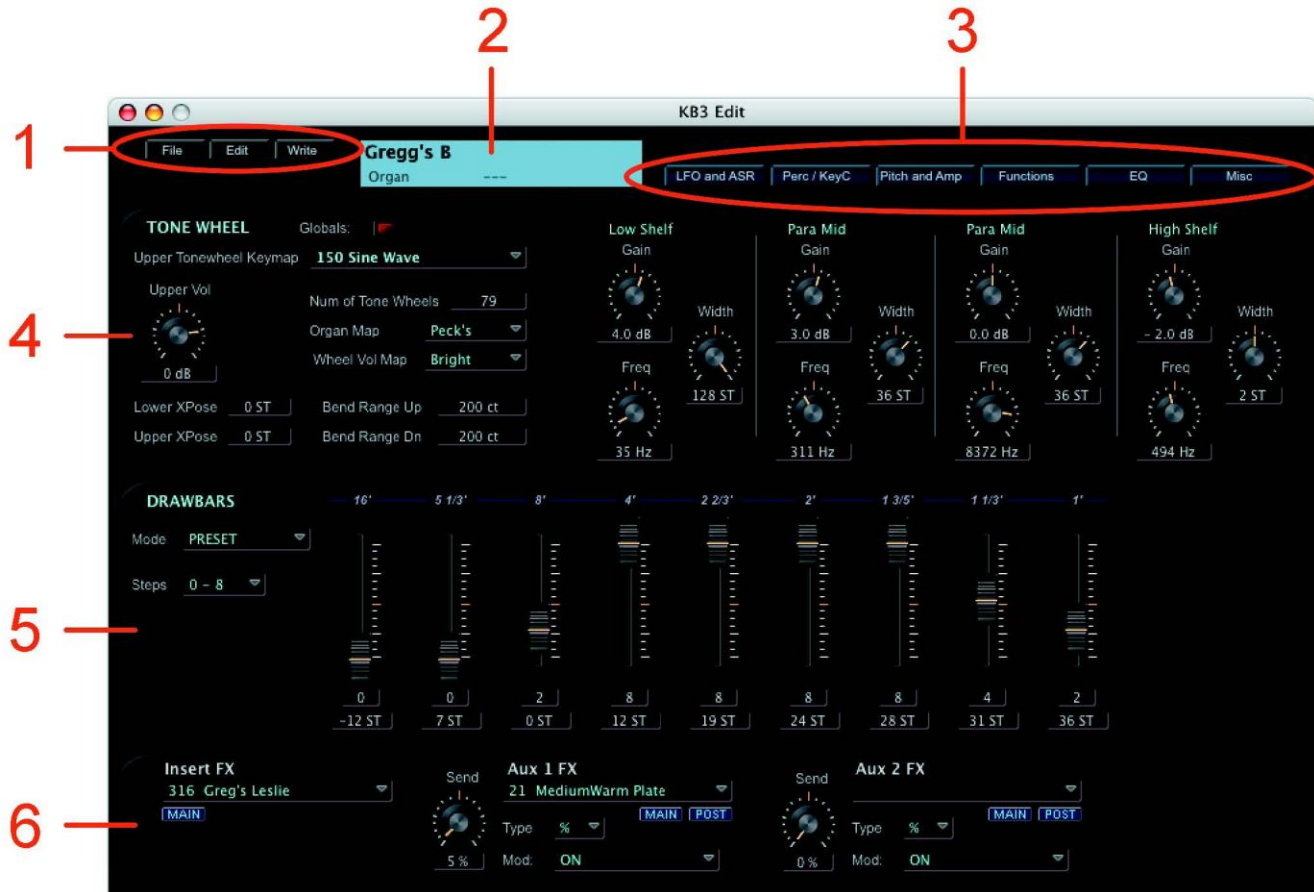 2
3
KB3 Edit
1
File Edit Write
Gregg's B
Organ ---
LFO and ASR Perc / KeyC Pitch and Amp Functions EQ Misc
TONE WHEEL Globals:
Upper Tonewheel Keymap 150 Sine Wave
Upper Vol
0 dB
Num of Tone Wheels 79
Organ Map Peck's
Wheel Vol Map Bright
Lower XPose 0 ST Bend Range Up 200 ct
Upper XPose 0 ST Bend Range Dn 200 ct
4
Low Shelf
Gain
4.0 dB
Width
128 ST
Freq
35 Hz
Para Mid
Gain
3.0 dB
Width
36 ST
Freq
311 Hz
Para Mid
Gain
0.0 dB
Width
36 ST
Freq
8372 Hz
High Shelf
Gain
- 2.0 dB
Width
2 ST
Freq
494 Hz
DRAWBARS
16' 5 1/3' 8' 4' 2 2/3' 2' 1 3/5' 1 1/3' 1'
Mode PRESET
Steps 0 - 8
5
0 0 2 8 8 8 8 4 2
-12 ST 7 ST 0 ST 12 ST 19 ST 24 ST 28 ST 31 ST 36 ST
6
Insert FX
316 Greg's Leslie
MAIN
Send
5 %
Aux 1 FX
21 MediumWarm Plate
MAIN POST
Type %
Mod: ON
Send
0 %
Aux 2 FX
MAIN POST
Type %
Mod: ON